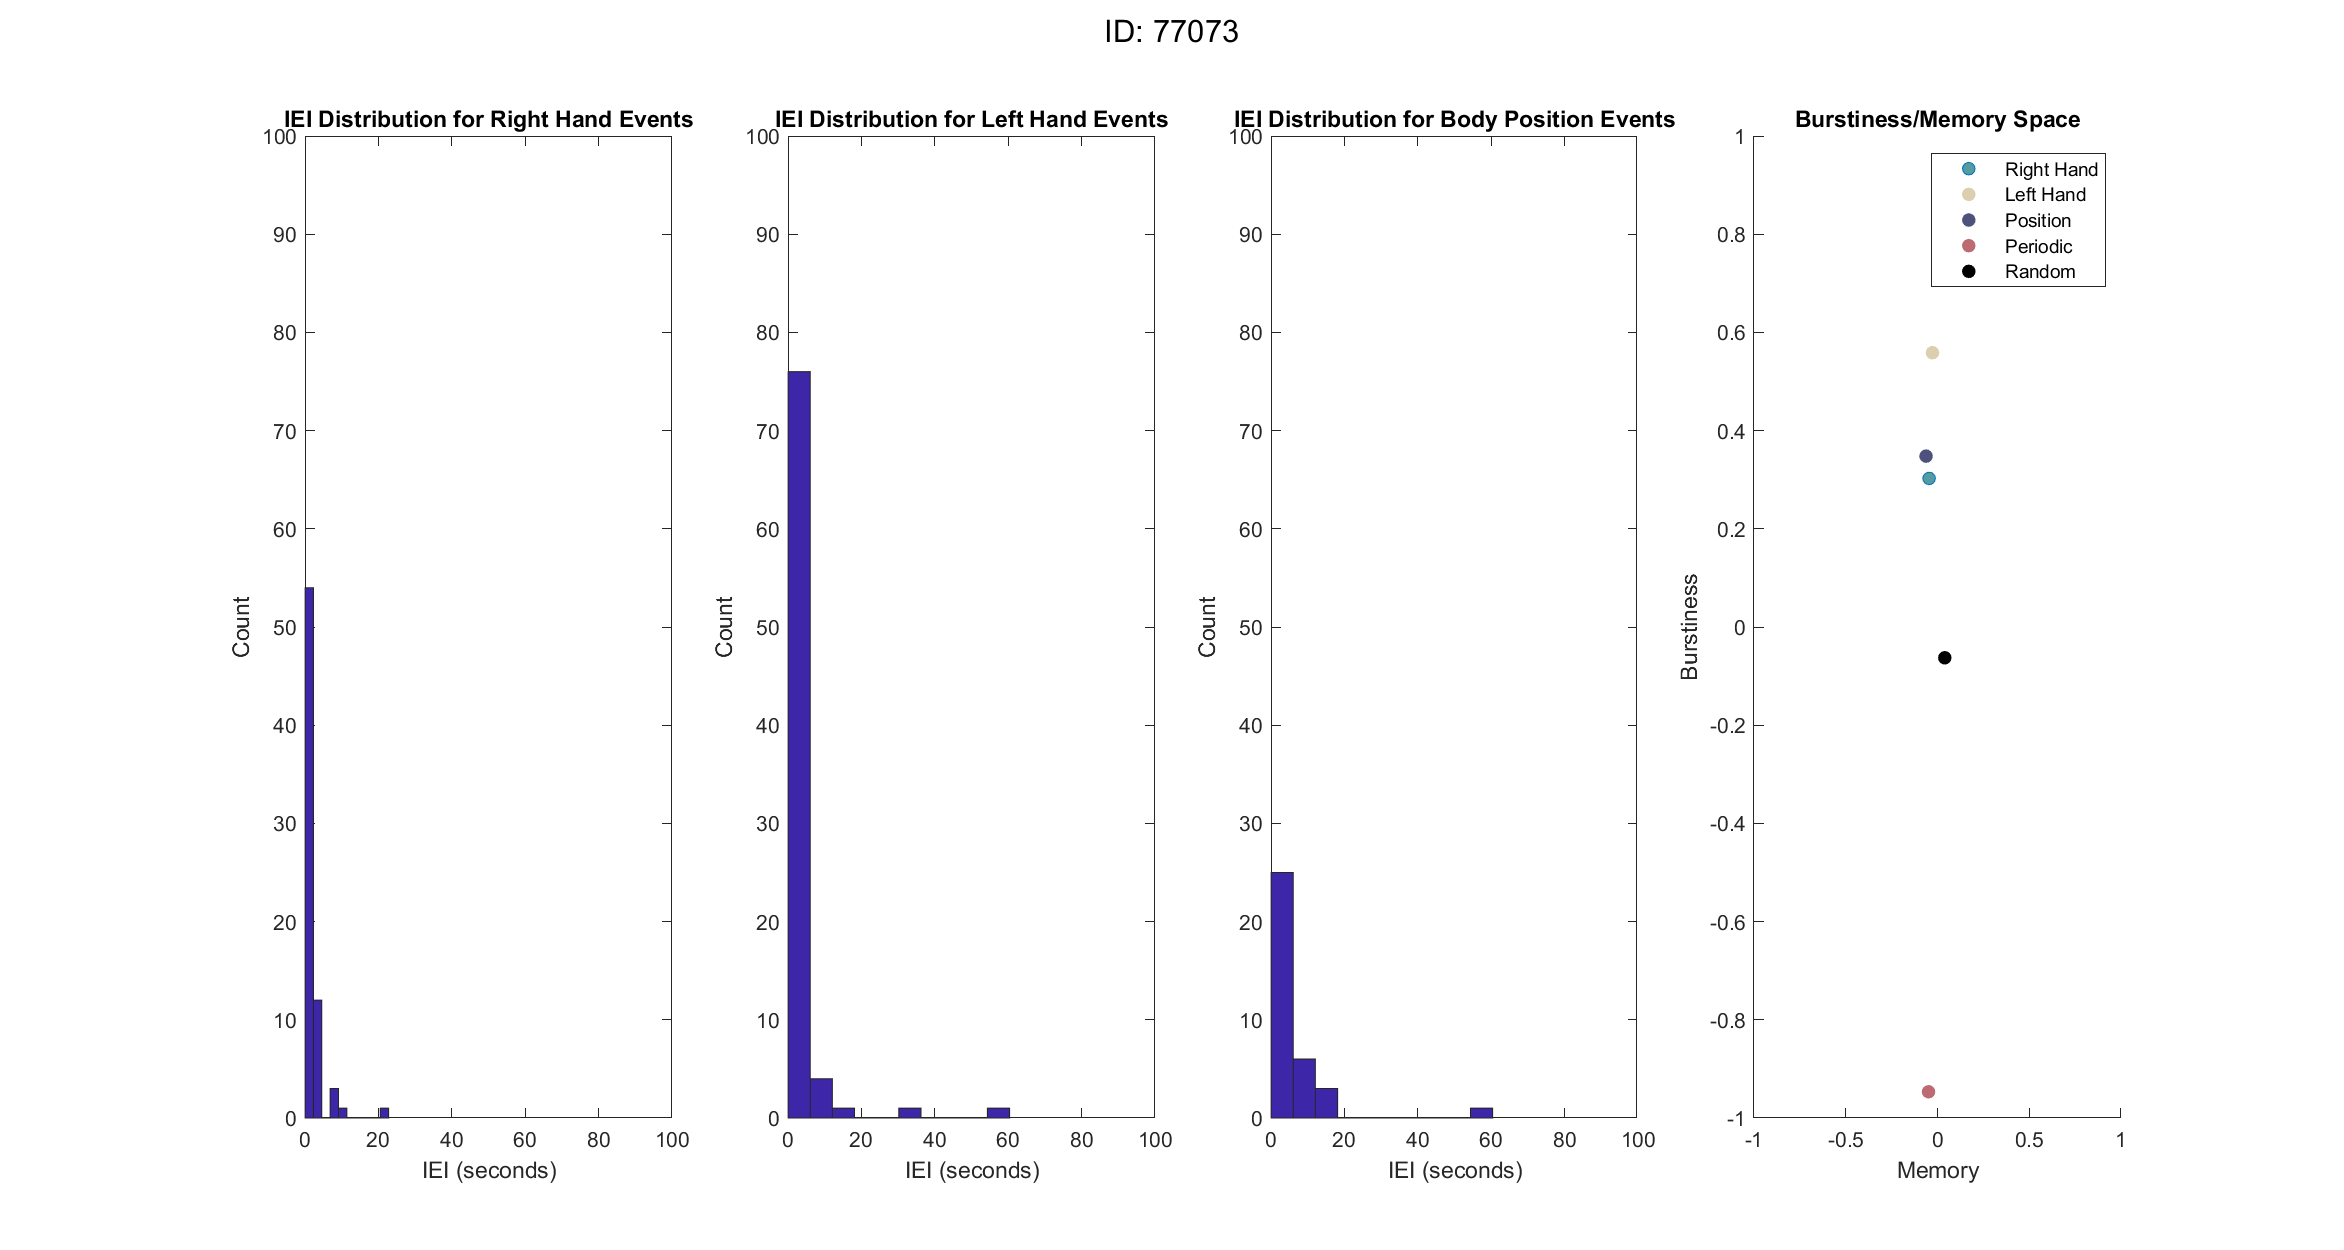 ID: 77073
IEI Distribution for Right Hand Events
100
90
80
70
60
50
40
30
20
10
0
Count
0 20 40 60 80 100
IEI (seconds)
IEI Distribution for Left Hand Events
100
90
80
70
60
50
40
30
20
10
0
Count
0 20 40 60 80 100
IEI (seconds)
IEI Distribution for Body Position Events
100
90
80
70
60
50
40
30
20
10
0
Count
0 20 40 60 80 100
IEI (seconds)
Burstiness/Memory Space
1
0.8
0.6
0.4
0.2
0
-0.2
-0.4
-0.6
-0.8
-1
Burstiness
Right Hand
Left Hand
Position
Periodic
Random
-1 -0.5 0 0.5 1
Memory